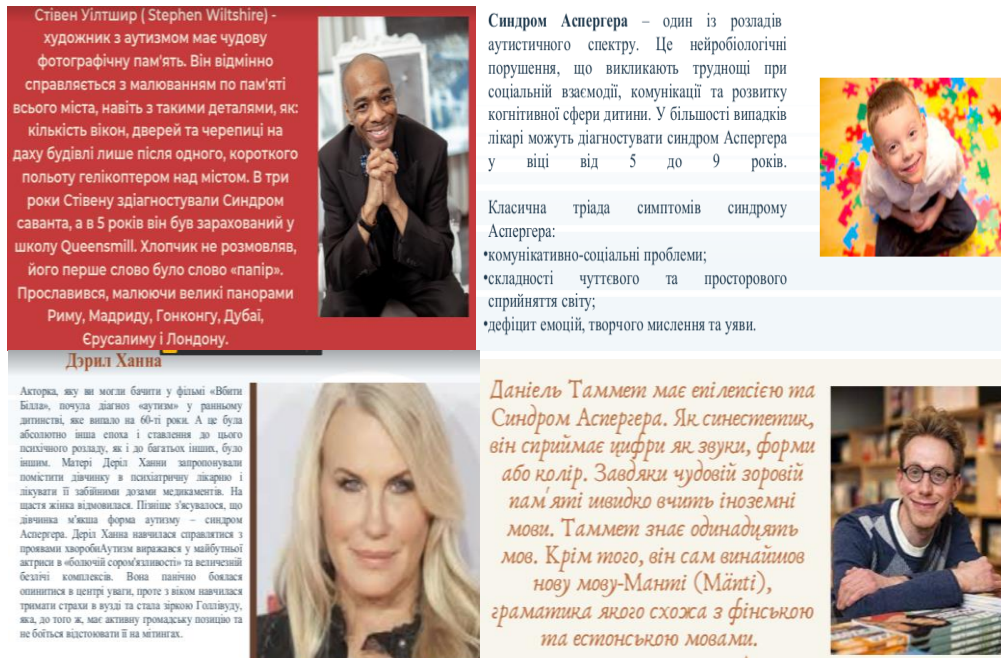 Стівен Уілтшир ( Stephen Wiltshire) -
художник з аутизмом має чудову
фотографічну пам'ять. Він відмінно
справляється з малюванням по пам'яті
всього міста, навіть з такими деталями, як:
кількість вікон, дверей та черепиці на
даху будівлі лише після одного, короткого
польоту гелікоптером над містом. В три
роки Стівену здіагностували Синдром
саванта, а в 5 років він був зарахований у
школу Queensmill. Хлопчик не розмовляв,
його перше слово було слово «папір».
Прославився, малюючи великі панорами
Риму, Мадриду, Гонконгу, Дубаї,
Єрусалиму і Лондону.
Синдром Аспергера – один із розладів
аутистичного спектру. Це нейробіологічні
порушення, що викликають труднощі при
соціальній взаємодії, комунікації та розвитку
когнітивної сфери дитини. У більшості випадків
лікарі можуть діагностувати синдром Аспергера
у віці від 5 до 9 років.
Класична тріада симптомів синдрому
Аспергера:
•комунікативно-соціальні проблеми;
•складності чуттєвого та просторового
сприйняття світу;
•дефіцит емоцій, творчого мислення та уяви.
Дэрил Ханна
Акторка, яку ви могли бачити у фільмі «Вбити
Білла», почула діагноз «аутизм» у ранньому
дитинстві, яке випало на 60-ті роки. А це була
абсолютно інша епоха і ставлення до цього
психічного розладу, як і до багатьох інших, було
іншим. Матері Деріл Ханни запропонували
помістити дівчинку в психіатричну лікарню і
лікувати її забійними дозами медикаментів. На
щастя жінка відмовилася. Пізніше з'ясувалося, що
дівчинка м'якша форма аутизму – синдром
Аспергера. Деріл Ханна навчилася справлятися з
проявами хворобиАутизм виражався у майбутньої
актриси в «болючій сором'язливості» та величезній
безлічі комплексів. Вона панічно боялася
опинитися в центрі уваги, проте з віком навчилася
тримати страхи в вузді та стала зіркою Голлівуду,
яка, до того ж, має активну громадську позицію та
не боїться відстоювати її на мітингах.
Даніель Таммет має епілепсією та
Синдром Аспергера. Як синестетик,
він сприймає цифри як звуки, форми
або колір. Завдяки чудовій зоровій
пам'яті швидко вчить іноземні
мови. Таммет знає одинадцять
мов. Крім того, він сам винайшов
нову мову-Манті (Mänti),
граматика якого схожа з фінською
та естонською мовами.